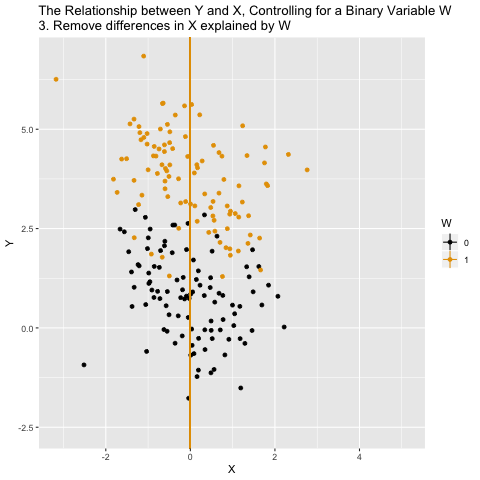 The Relationship between Y and X, Controlling for a Binary Variable W
3. Remove differences in X explained by W
5.0
2.5
0.0
-2.5
Y
-2
0
2
4
X
W
0
1